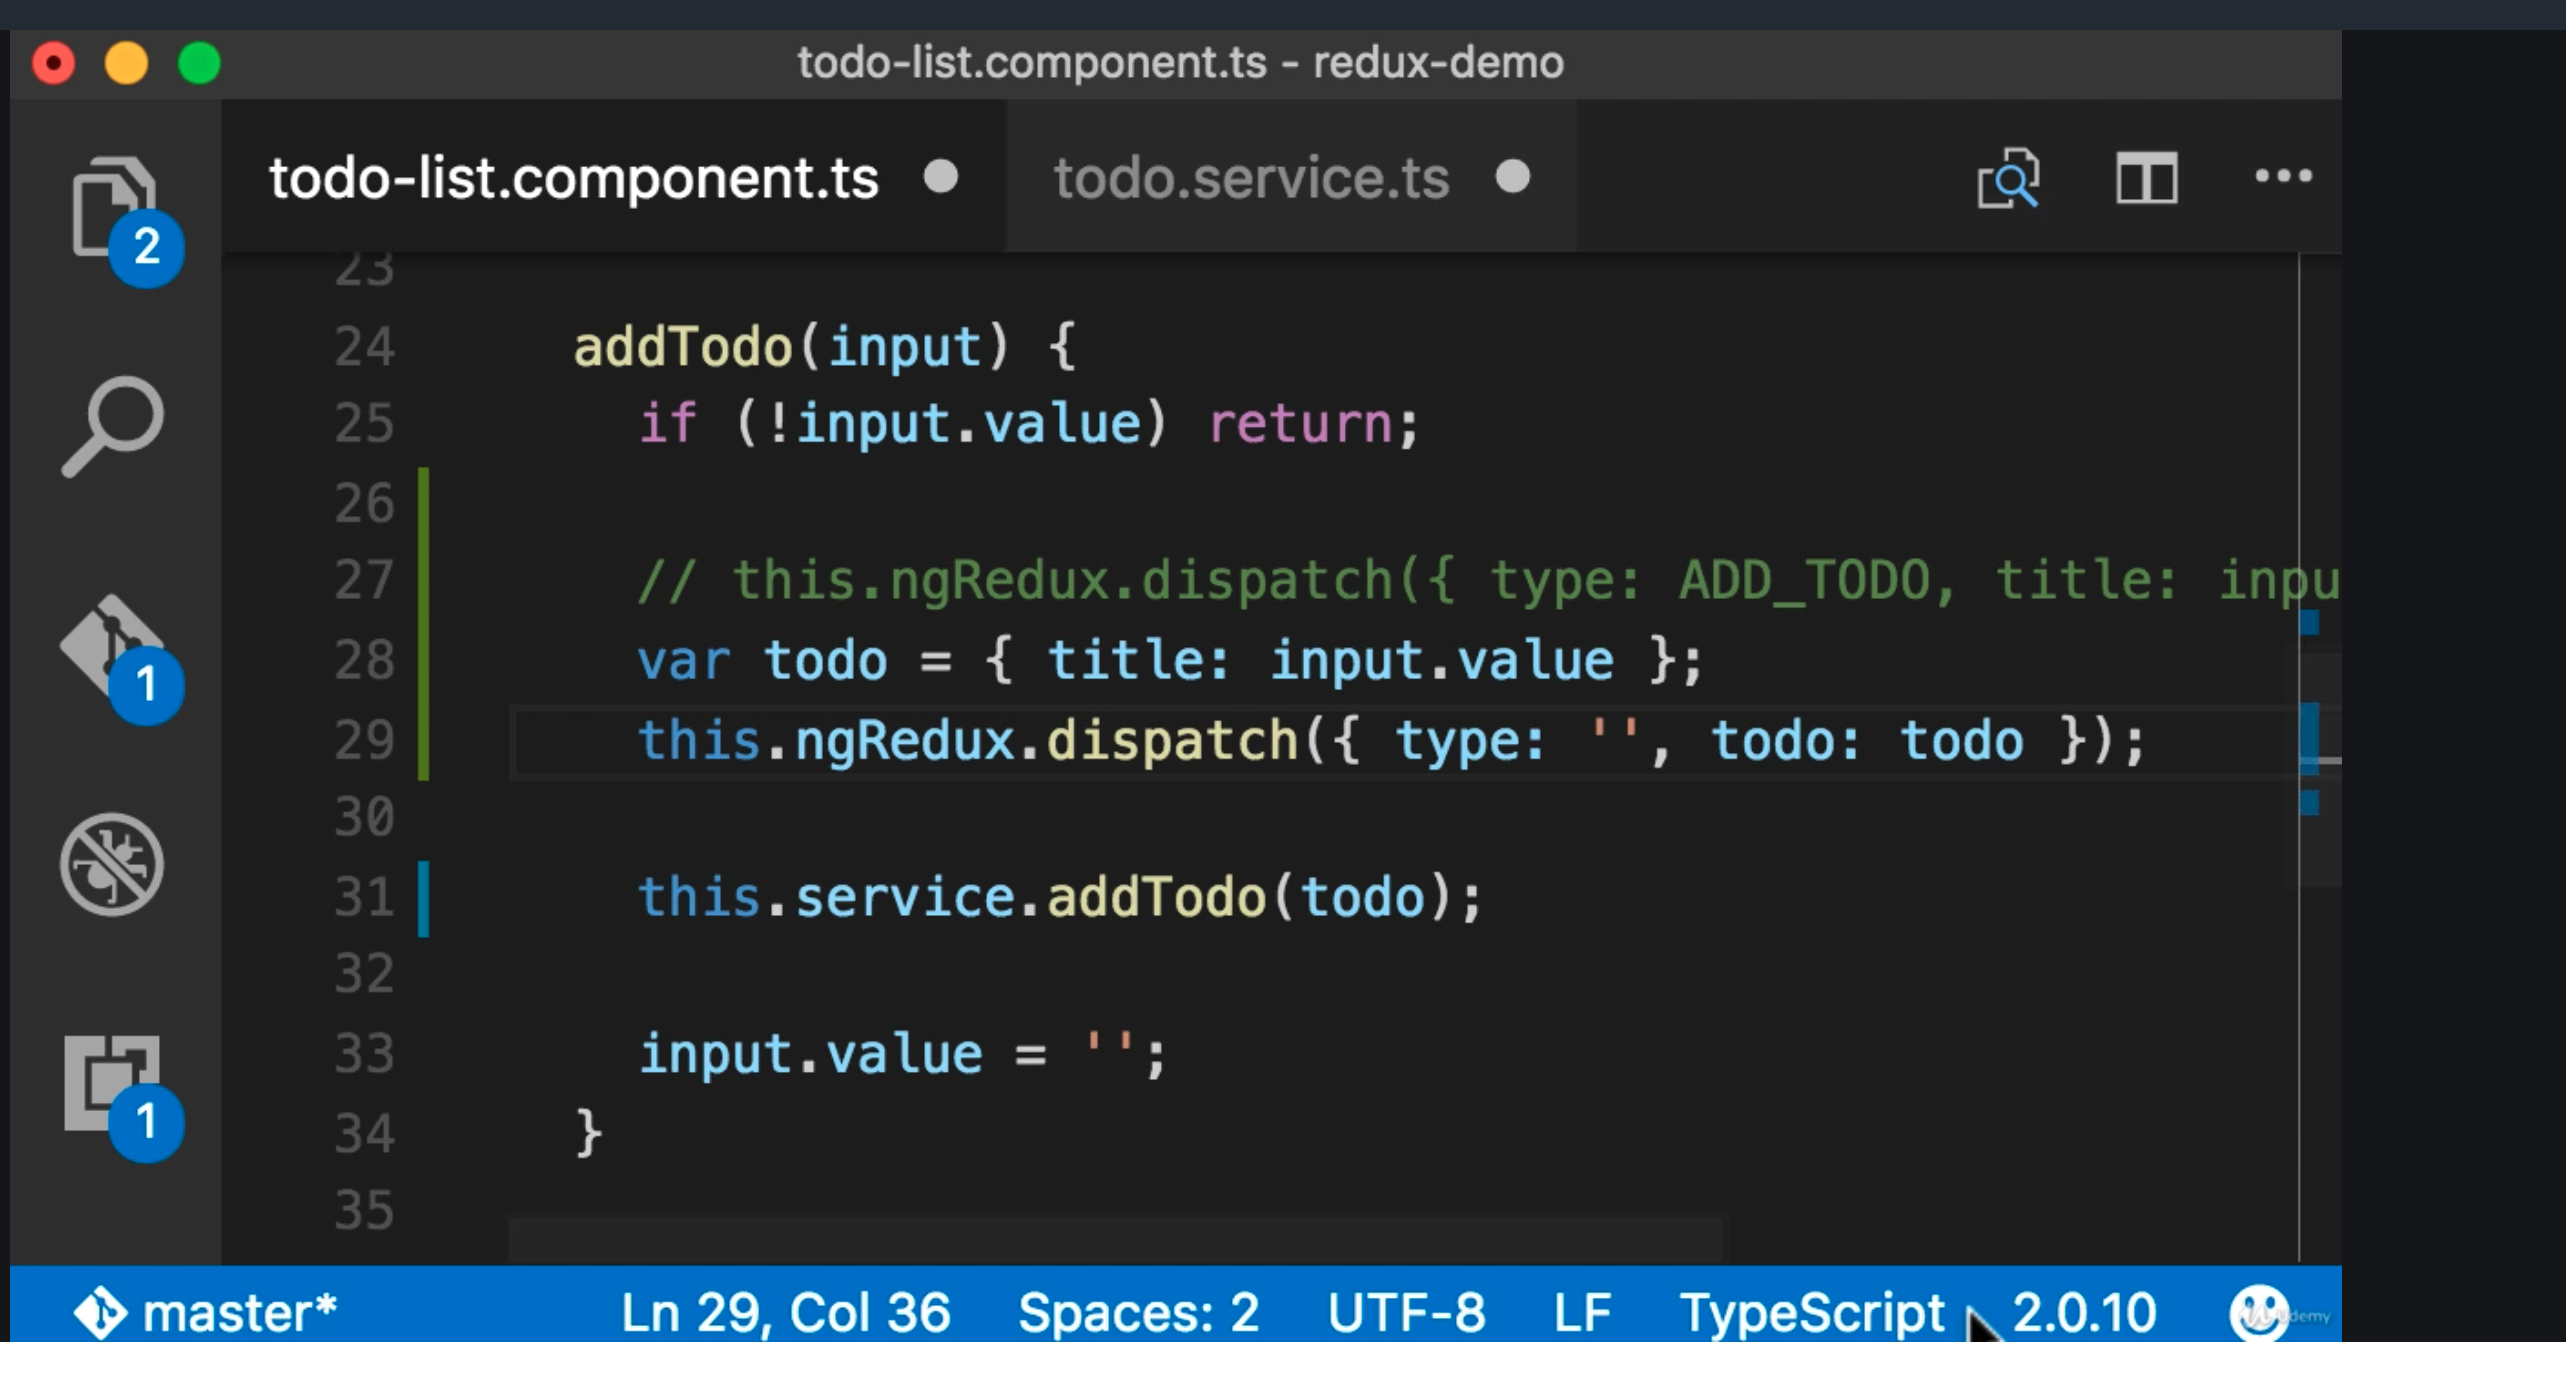 todo-list.component.ts - redux-demo
todo-list.component.ts todo.service.ts
2
23
24 addTodo(input) {
25 if (!input.value) return;
26
27 // this.ngRedux.dispatch({ type: ADD_TODO, title: inpu
28 var todo = { title: input.value };
1
29 this.ngRedux.dispatch({ type: '', todo: todo });
30
31 this.service.addTodo(todo);
32
33 input.value = '';
1
34 }
35
master* Ln 29, Col 36 Spaces: 2 UTF-8 LF TypeScript 2.0.10
Udemy